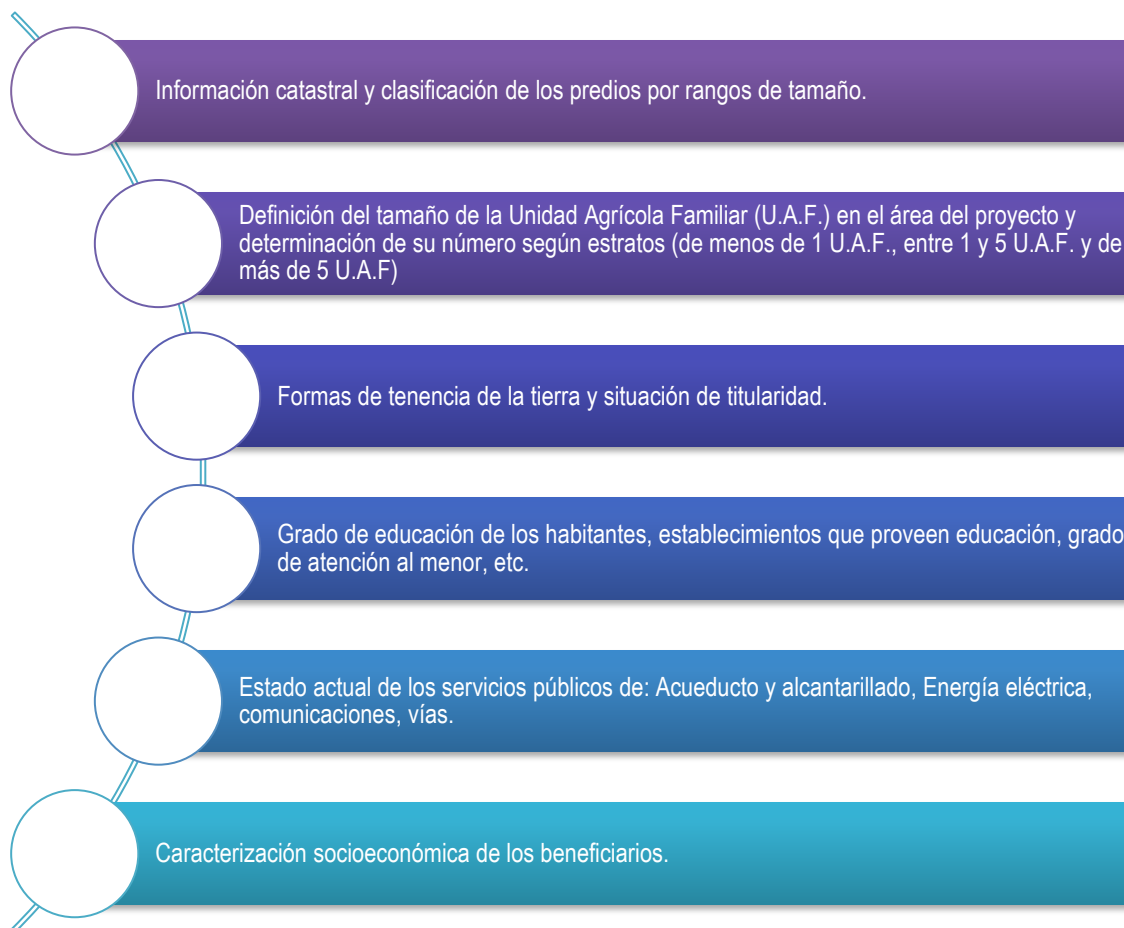 Información catastral y clasificación de los predios por rangos de tamaño.
Definición del tamaño de la Unidad Agrícola Familiar (U.A.F.) en el área del proyecto y
determinación de su número según estratos (de menos de 1 U.A.F., entre 1 y 5 U.A.F. y de
más de 5 U.A.F)
Formas de tenencia de la tierra y situación de titularidad.
Grado de educación de los habitantes, establecimientos que proveen educación, grado
de atención al menor, etc.
Estado actual de los servicios públicos de: Acueducto y alcantarillado, Energía eléctrica,
comunicaciones, vías.
Caracterización socioeconómica de los beneficiarios.